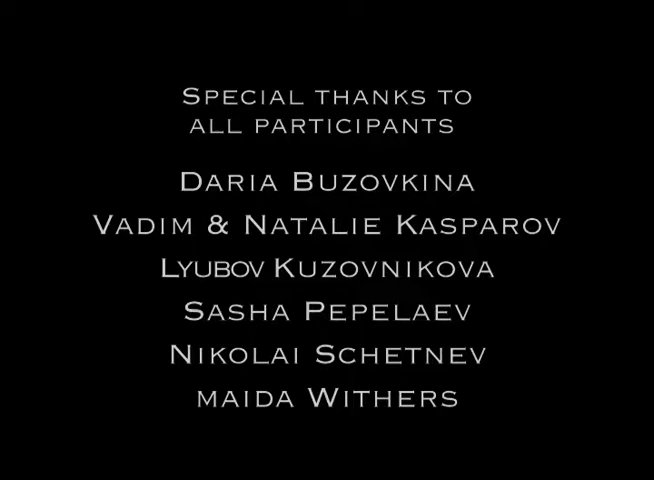 Special thanks to
all participants
Daria Buzovkina
Vadim & Natalie Kasparov
Lyubov Kuzovnikova
Sasha Pepelaev
Nikolai Schetnev
maida Withers